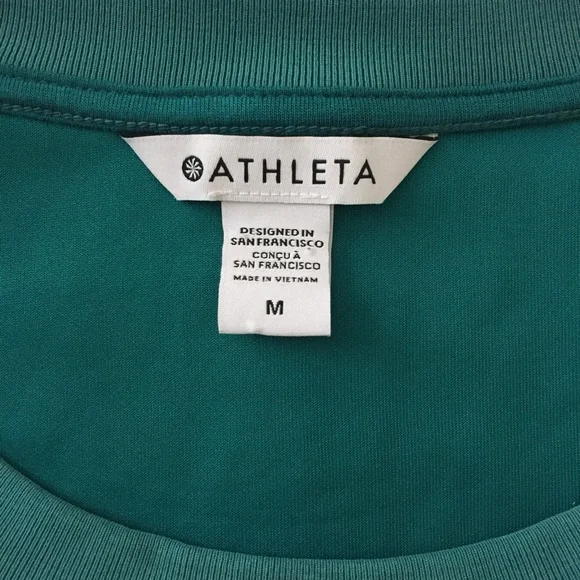 ATHLETA
DESIGNED IN
SAN FRANCISCO
CONÇU À
SAN FRANCISCO
MADE IN VIETNAM
M